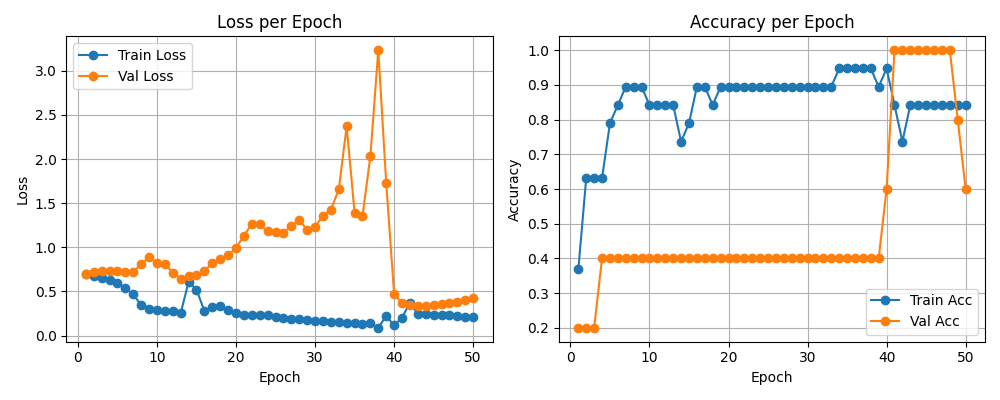 Loss per Epoch
Train Loss
Val Loss
3.0
2.5
2.0
1.5
1.0
0.5
0.0
Loss
0 10 20 30 40 50
Epoch
Accuracy per Epoch
1.0
0.9
0.8
0.7
0.6
0.5
0.4
0.3
0.2
Accuracy
Train Acc
Val Acc
0 10 20 30 40 50
Epoch